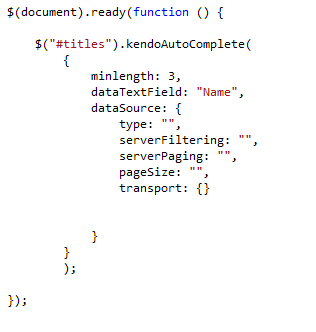 $(document).ready(function () {
$("#titles").kendoAutoComplete(
{
minlength: 3,
dataTextField: "Name",
dataSource: {
type: "",
serverFiltering: "",
serverPaging: "",
pageSize: "",
transport: {}
}
}
);
});